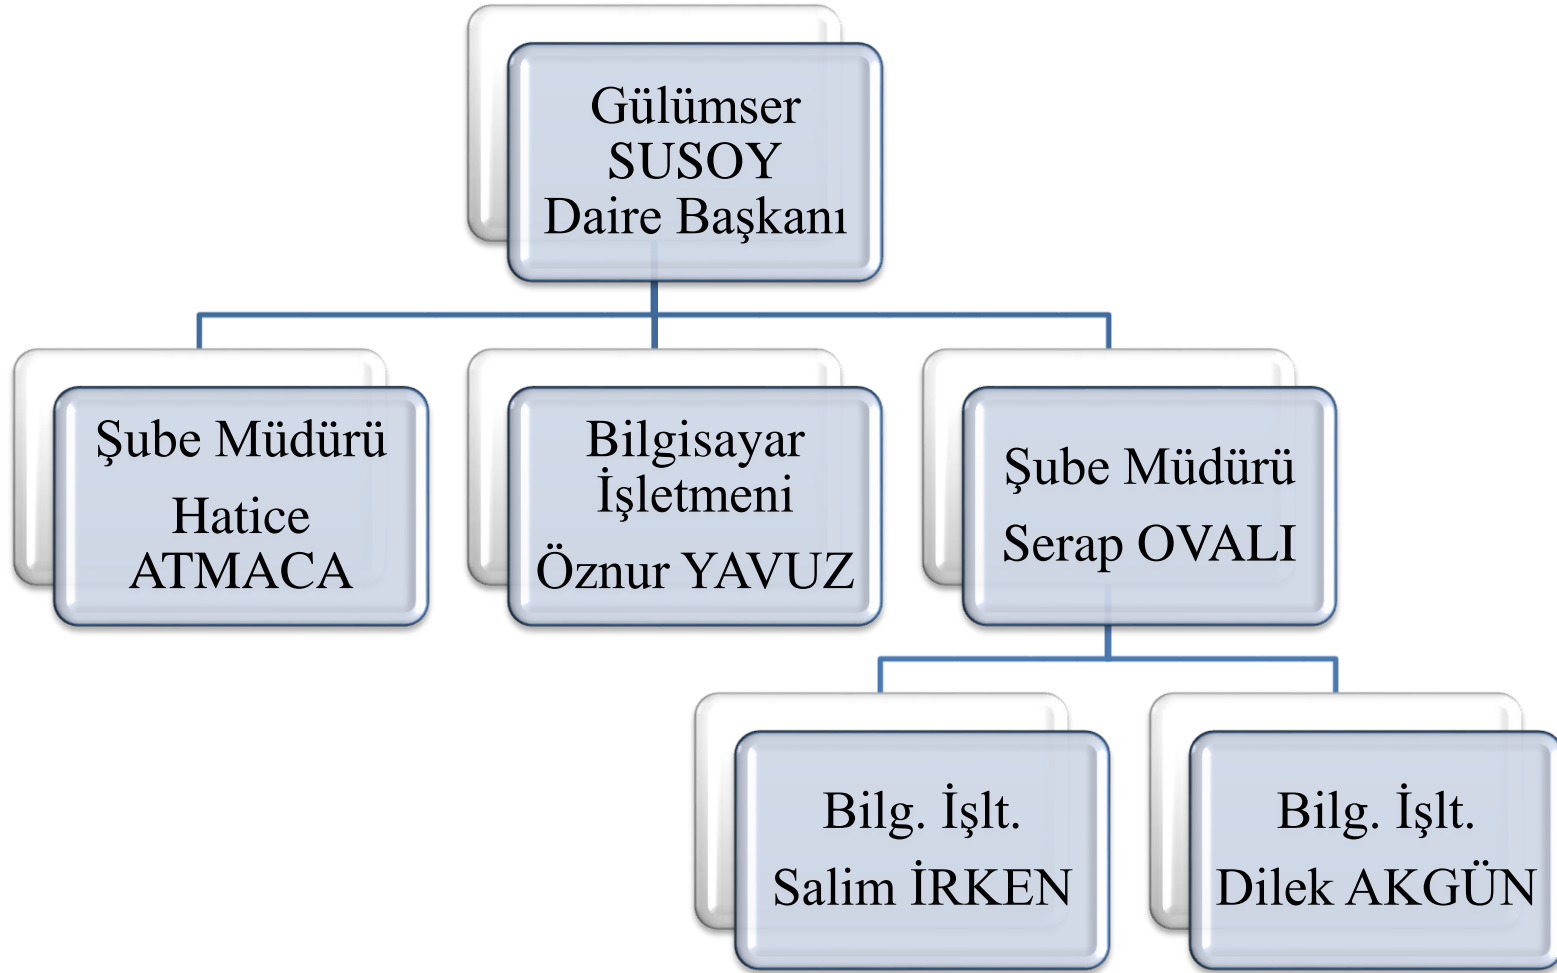 Gülümser
SUSOY
Daire Başkanı
Şube Müdürü
Hatice
ATMACA
Bilgisayar
İşletmeni
Öznur YAVUZ
Şube Müdürü
Serap OVALI
Bilg. İşlt.
Salim İRKEN
Bilg. İşlt.
Dilek AKGÜN